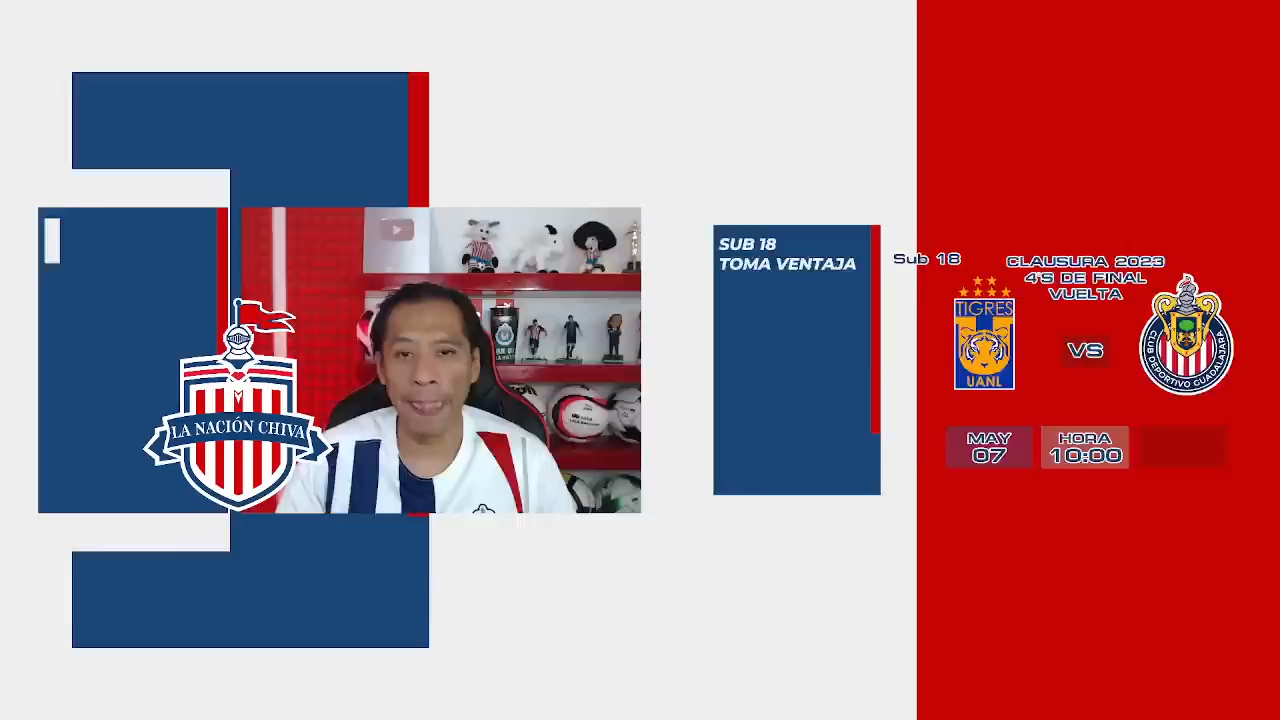 LA NACIÓN CHIVA
SUB 18
TOMA VENTAJA
Sub 18
CLAUSURA 2023
4'S DE FINAL
VUELTA
TIGRES
UANL
VS
CLUB DEPORTIVO GUADALAJARA
MAY
07
HORA
10:00